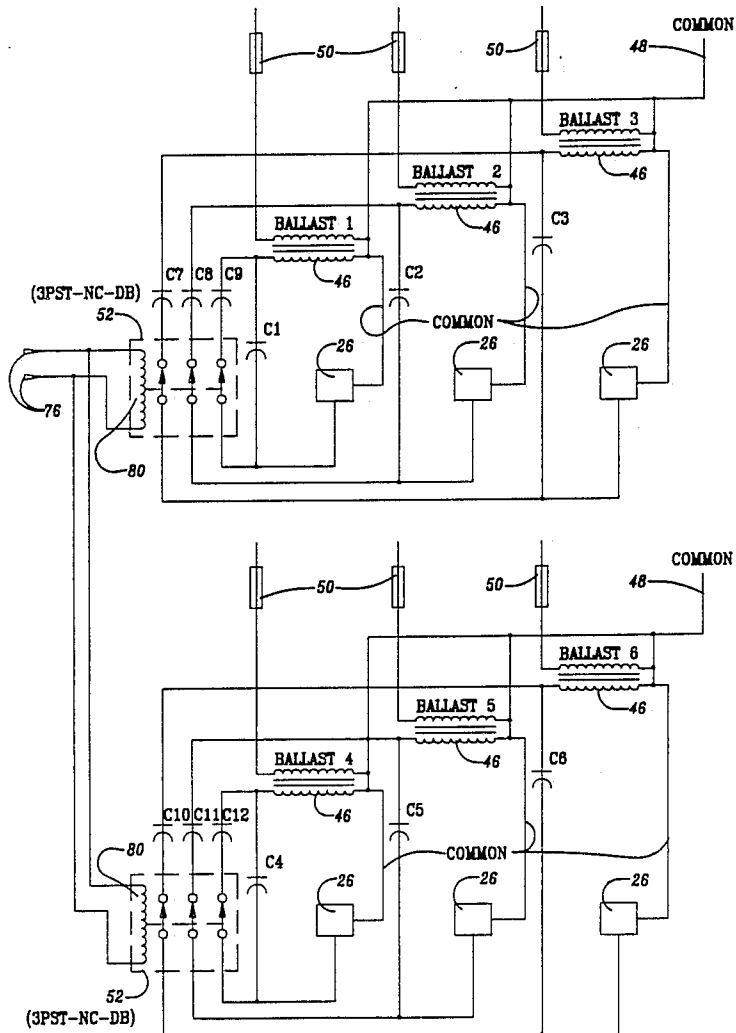 COMMON
50
50
48
BALLAST 3
46
BALLAST 2
46
C3
BALLAST 1
46
C7 C8 C9
C2
(3PST-NC-DB)
52
C1
COMMON
26
26
26
76
80
COMMON
50
50
48
BALLAST 6
46
BALLAST 5
46
C6
BALLAST 4
46
C10 C11 C12
C5
80
C4
COMMON
26
26
26
52
(3PST-NC-DB)